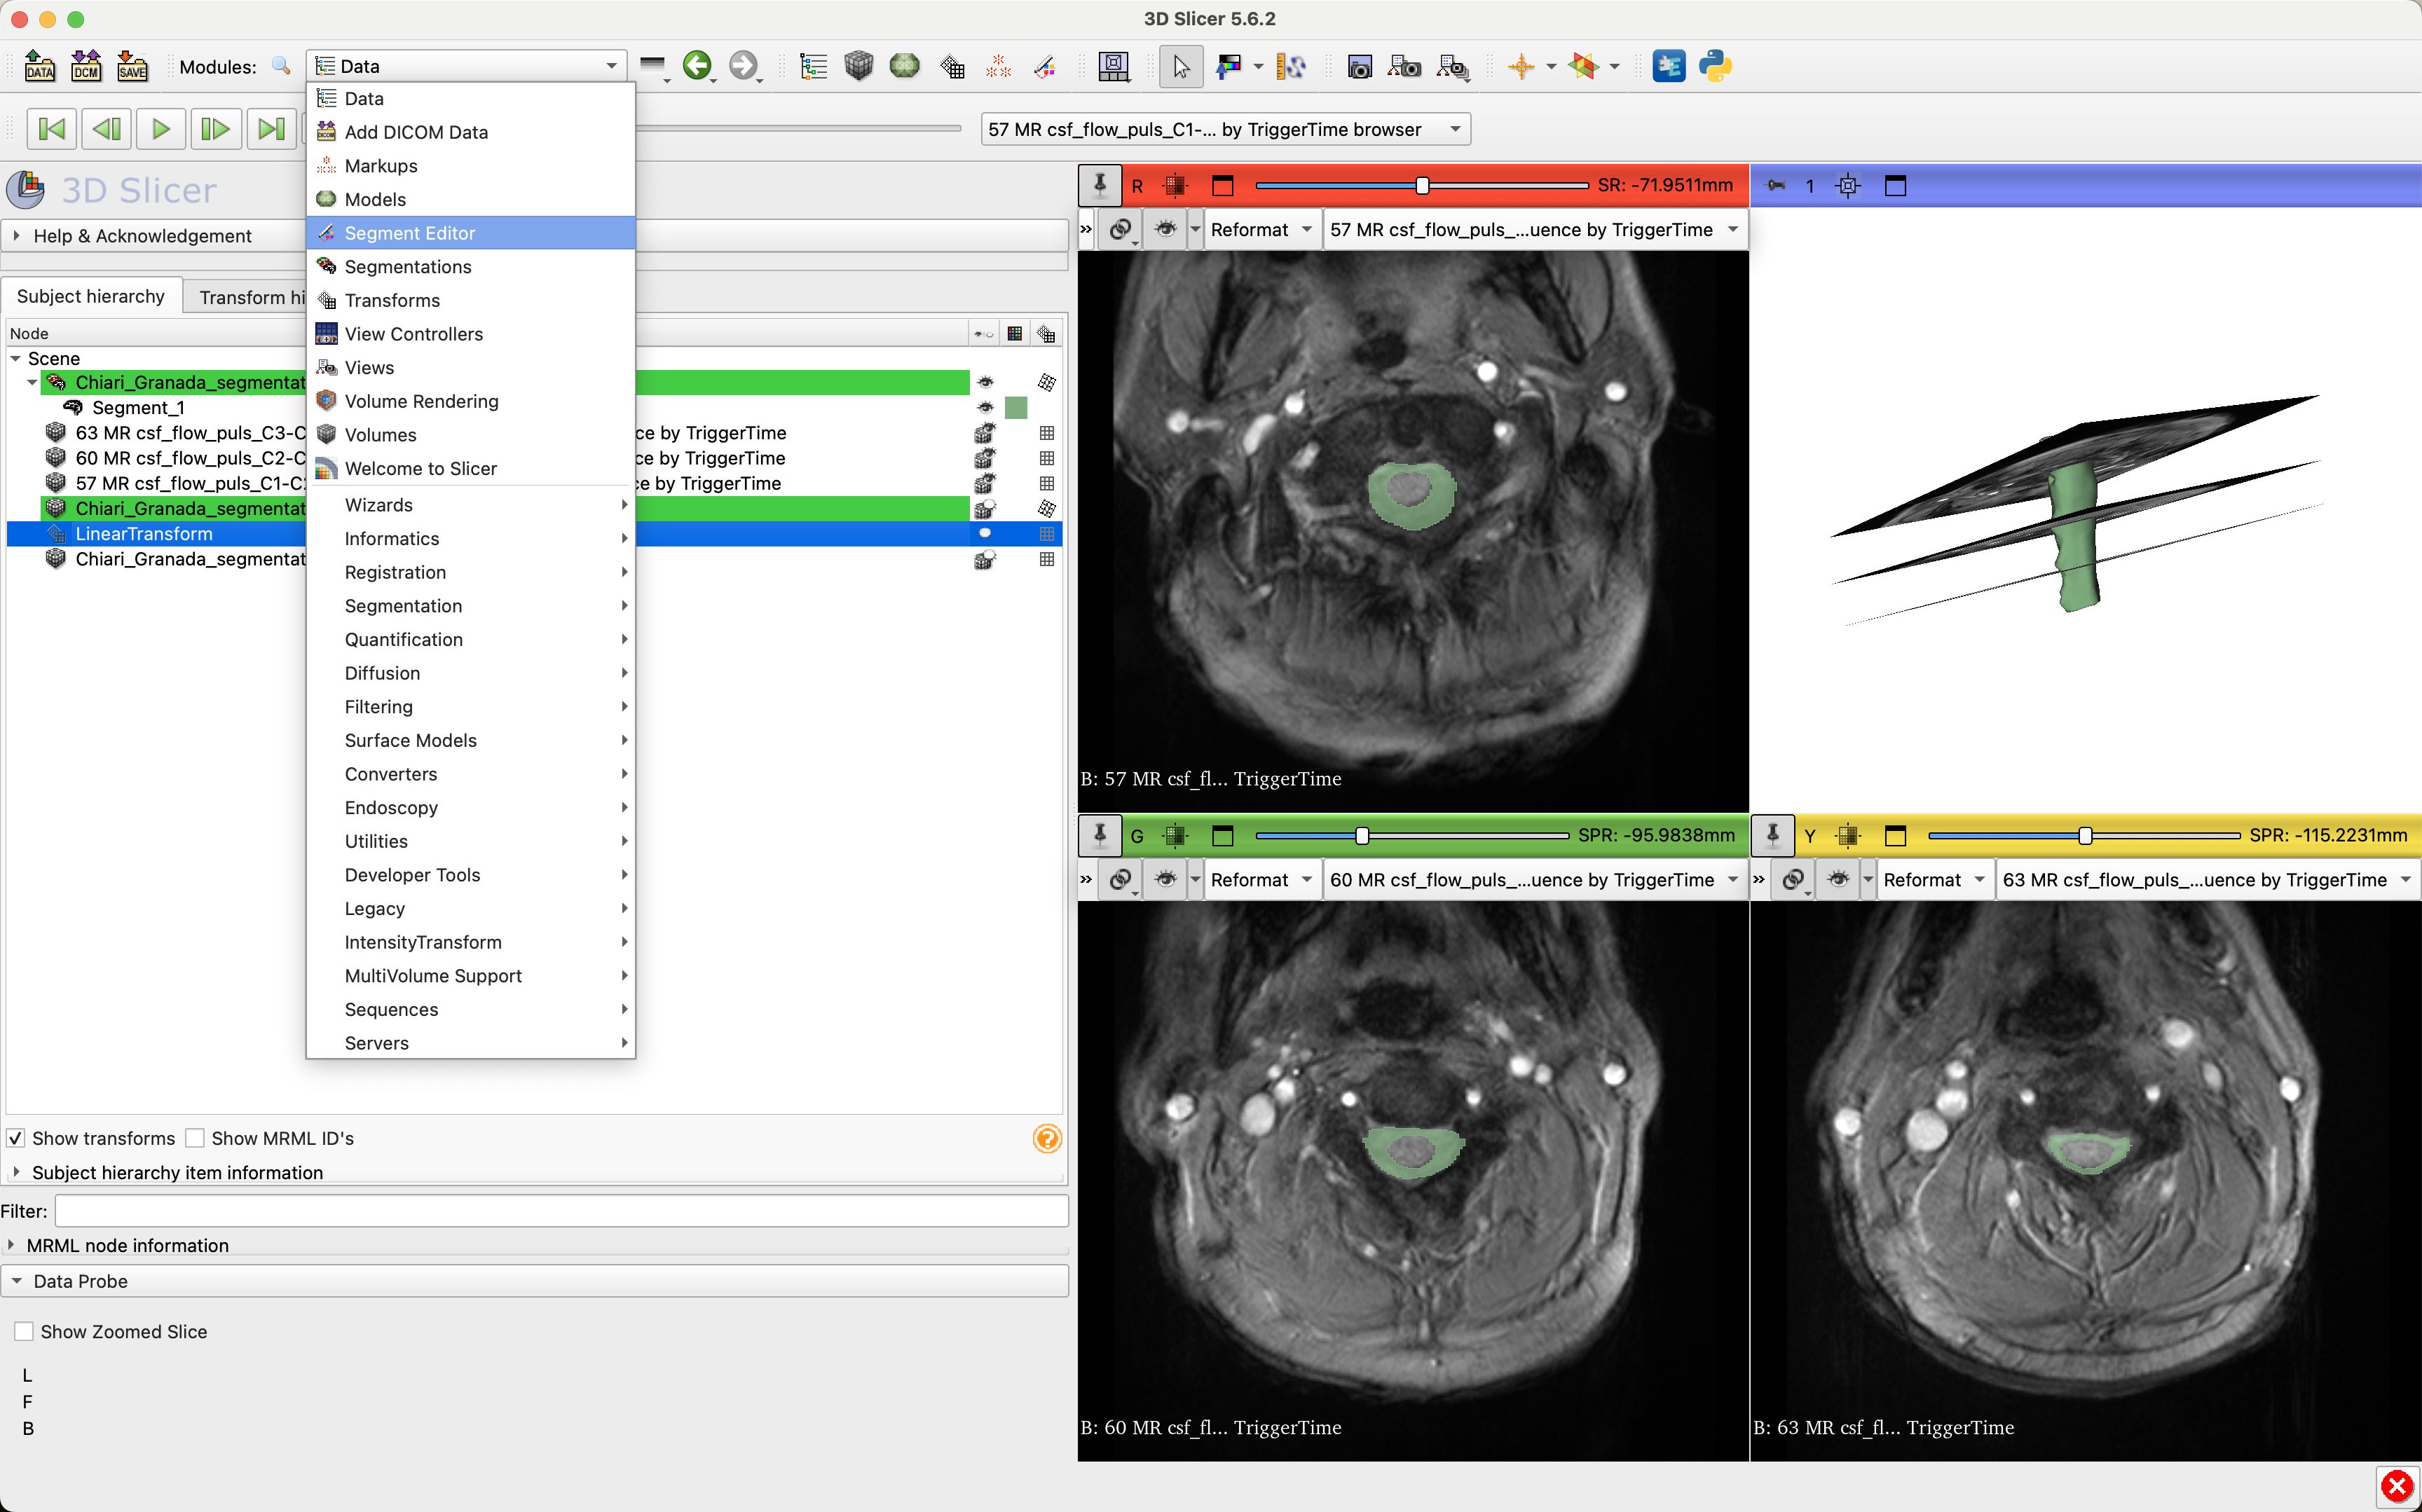 3D Slicer 5.6.2
DATA
DCM
SAVE
Modules:
Data
57 MR csf_flow_puls_C1-... by TriggerTime browser
3D Slicer
Help & Acknowledgement
Subject hierarchy
Transform hi
Node
Scene
Chiari_Granada_segmentat
Segment_1
63 MR csf_flow_puls_C3-C
ce by TriggerTime
60 MR csf_flow_puls_C2-C
ce by TriggerTime
57 MR csf_flow_puls_C1-C
e by TriggerTime
Chiari_Granada_segmentat
LinearTransform
Chiari_Granada_segmentat
Data
Add DICOM Data
Markups
Models
Segment Editor
Segmentations
Transforms
View Controllers
Views
Volume Rendering
Volumes
Welcome to Slicer
Wizards
Informatics
Registration
Segmentation
Quantification
Diffusion
Filtering
Surface Models
Converters
Endoscopy
Utilities
Developer Tools
Legacy
IntensityTransform
MultiVolume Support
Sequences
Servers
Show transforms
Show MRML ID's
Subject hierarchy item information
Filter:
MRML node information
Data Probe
Show Zoomed Slice
L
F
B
R
SR: -71.9511mm
Reformat
57 MR csf_flow_puls_...uence by TriggerTime
B: 57 MR csf_fl... TriggerTime
1
G
SPR: -95.9838mm
Reformat
60 MR csf_flow_puls_...uence by TriggerTime
B: 60 MR csf_fl... TriggerTime
Y
SPR: -115.2231mm
Reformat
63 MR csf_flow_puls_...uence by TriggerTime
B: 63 MR csf_fl... TriggerTime